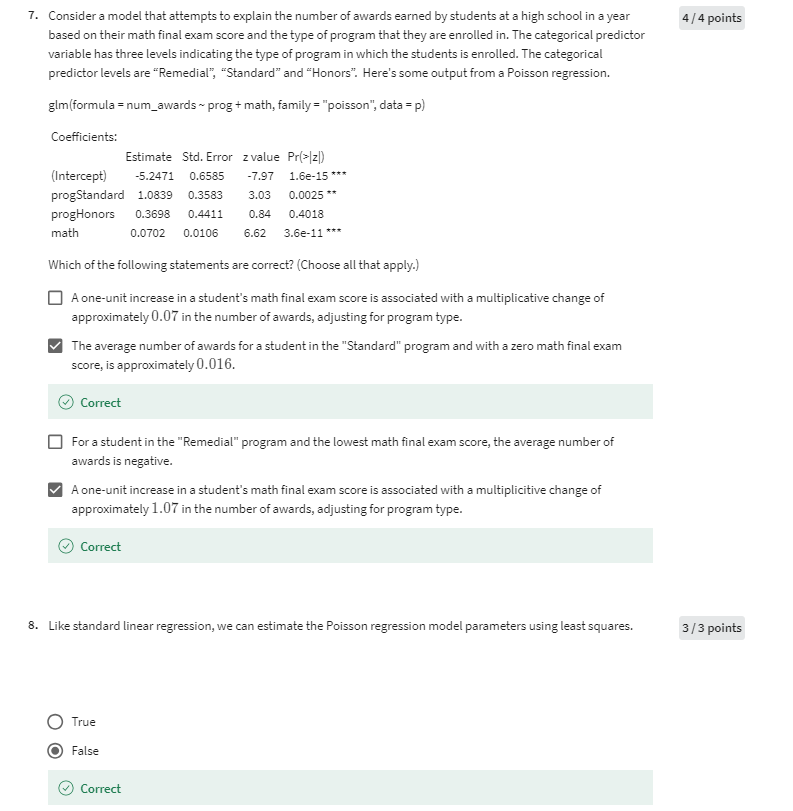 7. Consider a model that attempts to explain the number of awards earned by students at a high school in a year
4 / 4 points
based on their math final exam score and the type of program that they are enrolled in. The categorical predictor
variable has three levels indicating the type of program in which the students is enrolled. The categorical
predictor levels are “Remedial”, “Standard” and “Honors”. Here's some output from a Poisson regression.
glm(formula = num_awards ~ prog + math, family = "poisson", data = p)
Coefficients:
Estimate Std. Error z value Pr(>|z|)
(Intercept) -5.2471 0.6585 -7.97 1.6e-15 ***
progStandard 1.0839 0.3583 3.03 0.0025 **
progHonors 0.3698 0.4411 0.84 0.4018
math 0.0702 0.0106 6.62 3.6e-11 ***
Which of the following statements are correct? (Choose all that apply.)
A one-unit increase in a student's math final exam score is associated with a multiplicative change of
approximately 0.07 in the number of awards, adjusting for program type.
The average number of awards for a student in the "Standard" program and with a zero math final exam
score, is approximately 0.016.
Correct
For a student in the "Remedial" program and the lowest math final exam score, the average number of
awards is negative.
A one-unit increase in a student's math final exam score is associated with a multiplicitive change of
approximately 1.07 in the number of awards, adjusting for program type.
Correct
8. Like standard linear regression, we can estimate the Poisson regression model parameters using least squares.
3 / 3 points
True
False
Correct